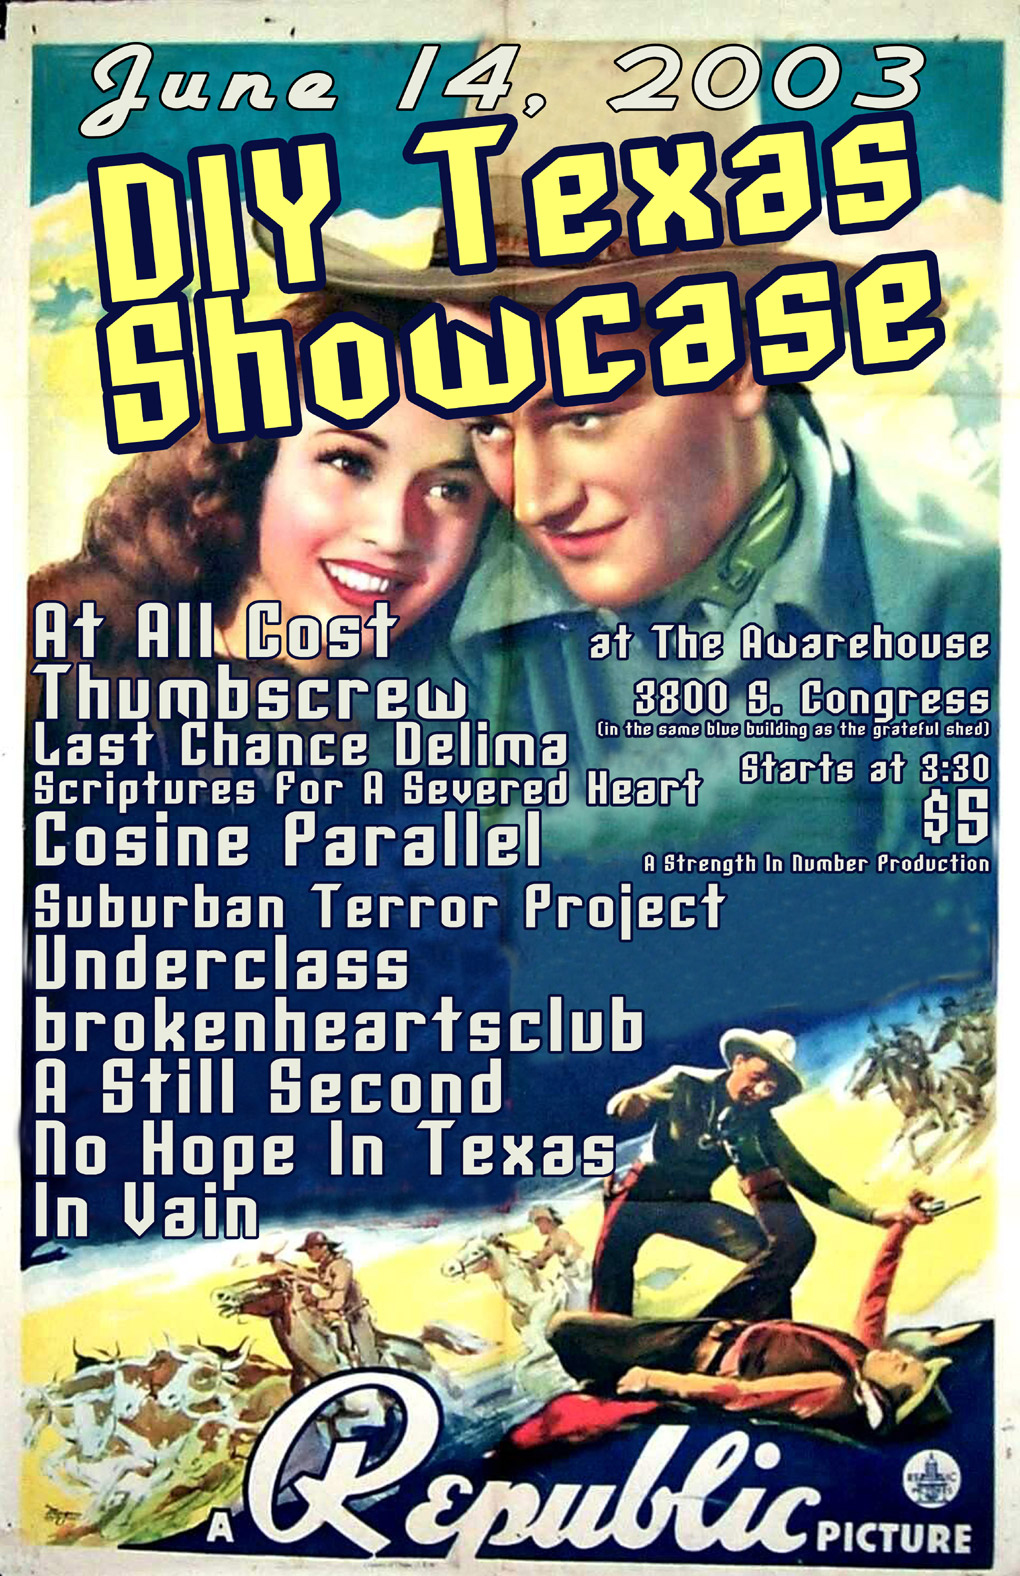 June 14, 2003
DIY Texas
Showcase
At All Cost
Thumbscrew
Last Chance Delima
Scriptures For A Severed Heart
Cosine Parallel
Suburban Terror Project
Underclass
brokenheartsclub
A Still Second
No Hope In Texas
In Vain
at The Awarehouse
3800 S. Congress
(in the same blue building as the grateful shed)
Starts at 3:30
$5
A Strength In Number Production
A Republic PICTURE